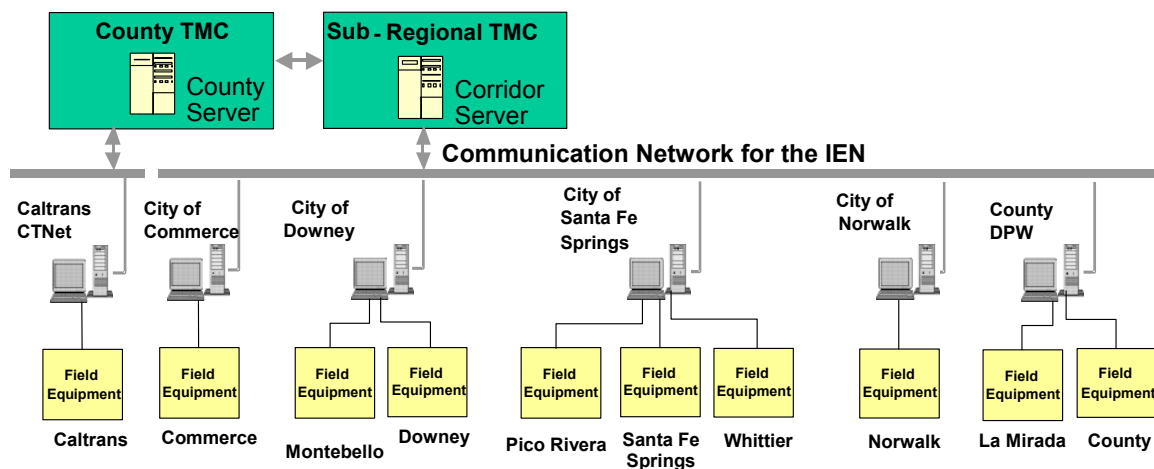 County TMC
County
Server
Sub - Regional TMC
Corridor
Server
Communication Network for the IEN
Caltrans
CTNet
City of
Commerce
City of
Downey
City of
Santa Fe
Springs
City of
Norwalk
County
DPW
Field
Equipment
Field
Equipment
Field
Equipment
Field
Equipment
Field
Equipment
Field
Equipment
Field
Equipment
Field
Equipment
Field
Equipment
Field
Equipment
Caltrans
Commerce
Montebello
Downey
Pico Rivera
Santa Fe
Springs
Whittier
Norwalk
La Mirada
County